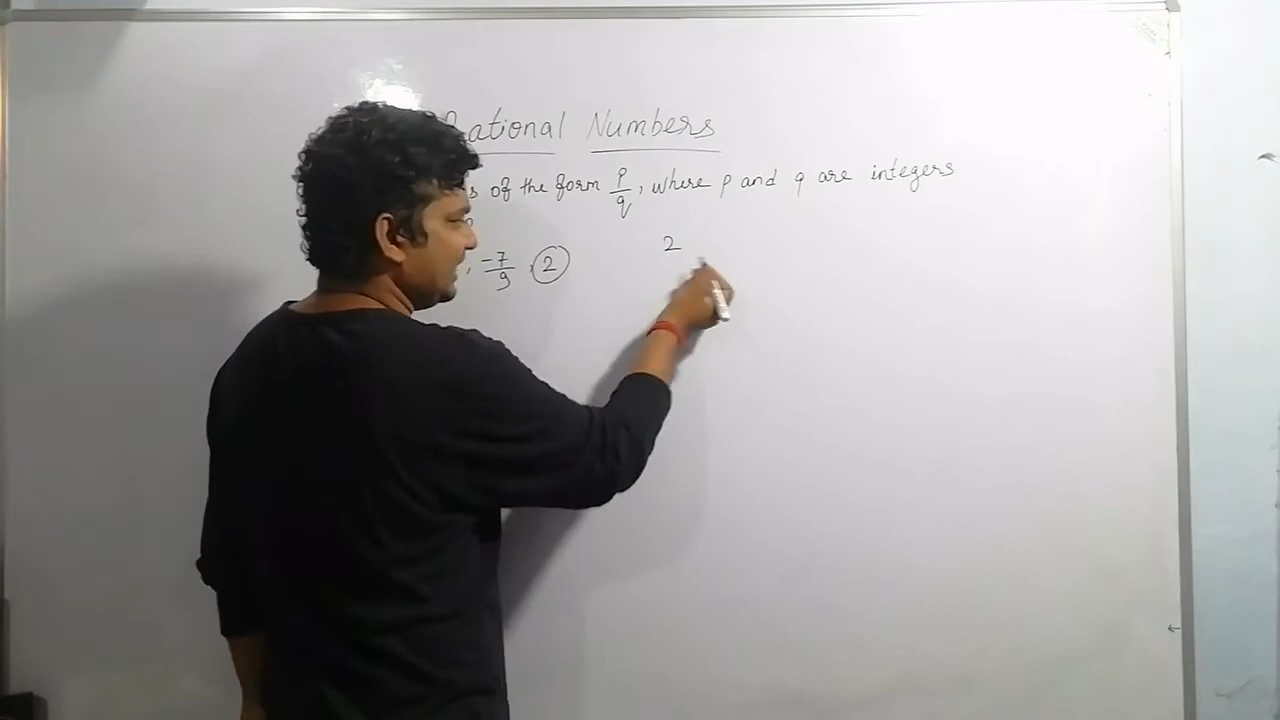 Rational Numbers
of the form p/q, where p and q are integers
, -7/9, 2
2